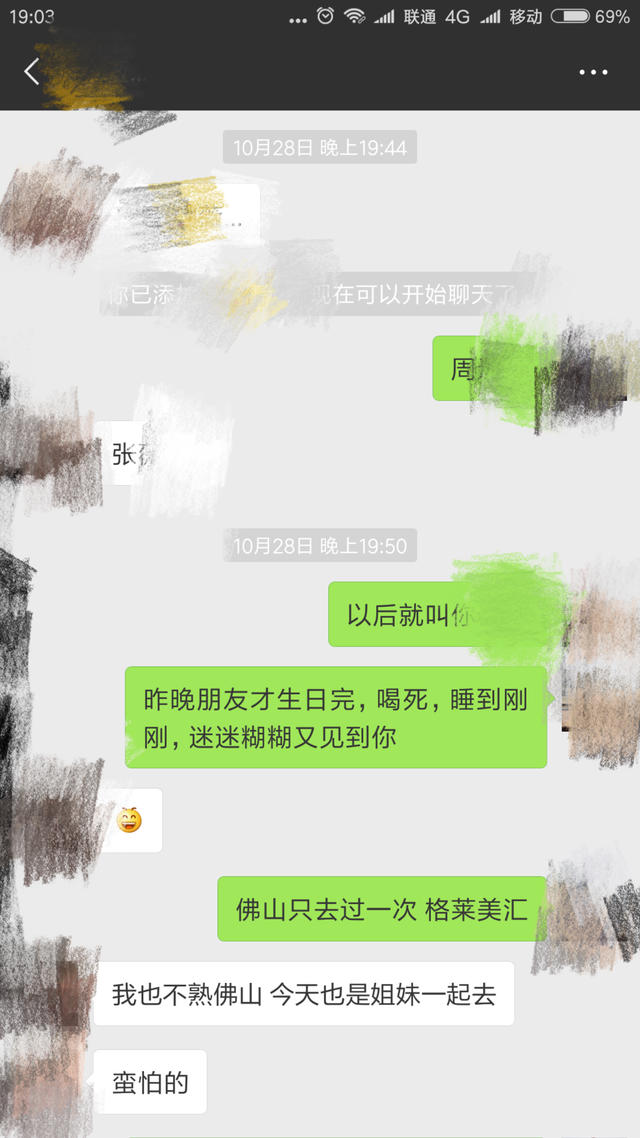 19:03 ... 联通 4G 移动 69%
10月28日 晚上19:44
...
你已添 现在可以开始聊天了
周
张
10月28日 晚上19:50
以后就叫你
昨晚朋友才生日完，喝死，睡到刚
刚，迷迷糊糊又见到你
佛山只去过一次 格莱美汇
我也不熟佛山 今天也是姐妹一起去
蛮怕的